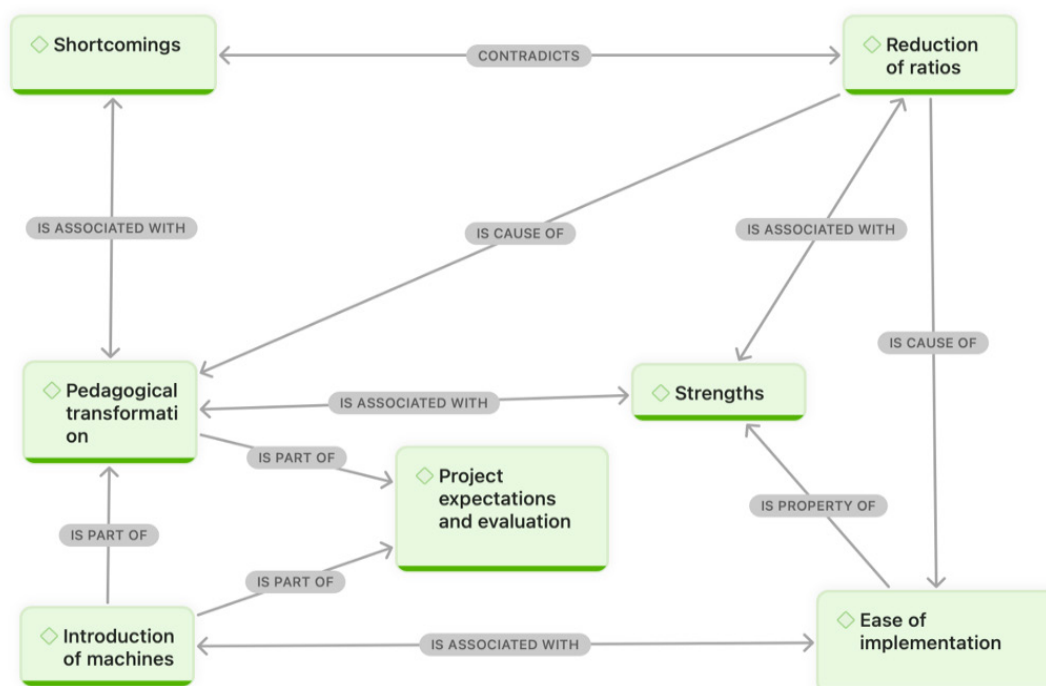 Shortcomings
CONTRADICTS
Reduction
of ratios
IS ASSOCIATED WITH
IS CAUSE OF
IS ASSOCIATED WITH
IS CAUSE OF
Pedagogical
transformati
on
IS ASSOCIATED WITH
Strengths
IS PART OF
Project
expectations
and evaluation
IS PROPERTY OF
IS PART OF
IS PART OF
Introduction
of machines
IS ASSOCIATED WITH
Ease of
implementation